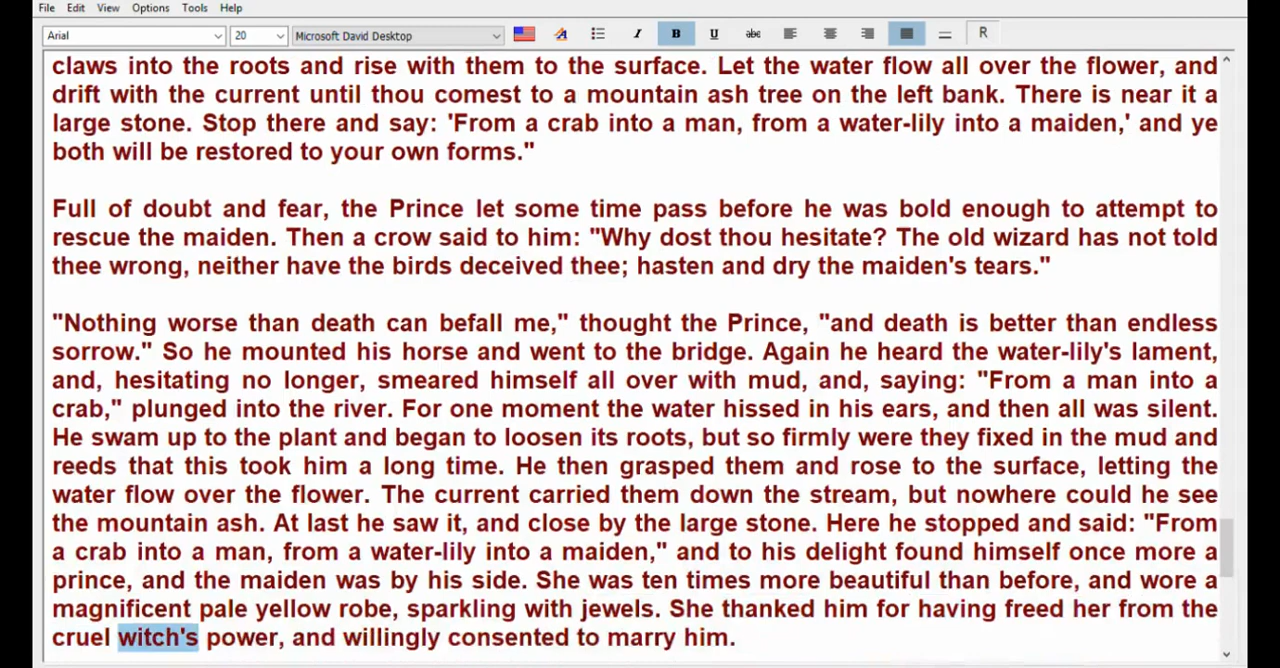 File Edit View Options Tools Help
Arial 20 Microsoft David Desktop I B U abc R
claws into the roots and rise with them to the surface. Let the water flow all over the flower, and
drift with the current until thou comest to a mountain ash tree on the left bank. There is near it a
large stone. Stop there and say: 'From a crab into a man, from a water-lily into a maiden,' and ye
both will be restored to your own forms."
Full of doubt and fear, the Prince let some time pass before he was bold enough to attempt to
rescue the maiden. Then a crow said to him: "Why dost thou hesitate? The old wizard has not told
thee wrong, neither have the birds deceived thee; hasten and dry the maiden's tears."
"Nothing worse than death can befall me," thought the Prince, "and death is better than endless
sorrow." So he mounted his horse and went to the bridge. Again he heard the water-lily's lament,
and, hesitating no longer, smeared himself all over with mud, and, saying: "From a man into a
crab," plunged into the river. For one moment the water hissed in his ears, and then all was silent.
He swam up to the plant and began to loosen its roots, but so firmly were they fixed in the mud and
reeds that this took him a long time. He then grasped them and rose to the surface, letting the
water flow over the flower. The current carried them down the stream, but nowhere could he see
the mountain ash. At last he saw it, and close by the large stone. Here he stopped and said: "From
a crab into a man, from a water-lily into a maiden," and to his delight found himself once more a
prince, and the maiden was by his side. She was ten times more beautiful than before, and wore a
magnificent pale yellow robe, sparkling with jewels. She thanked him for having freed her from the
cruel witch's power, and willingly consented to marry him.